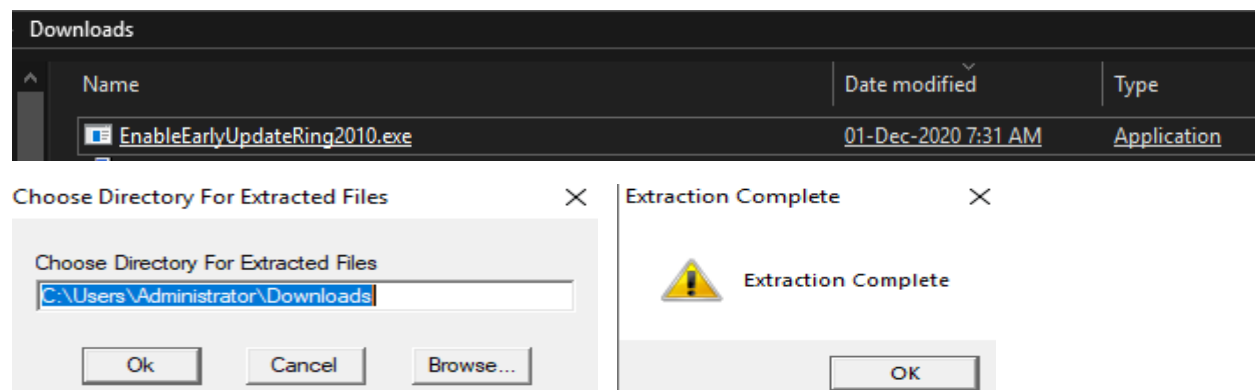 Downloads
Name Date modified Type
EnableEarlyUpdateRing2010.exe 01-Dec-2020 7:31 AM Application
Choose Directory For Extracted Files
Choose Directory For Extracted Files
C:\Users\Administrator\Downloads
Ok Cancel Browse...
Extraction Complete
Extraction Complete
OK